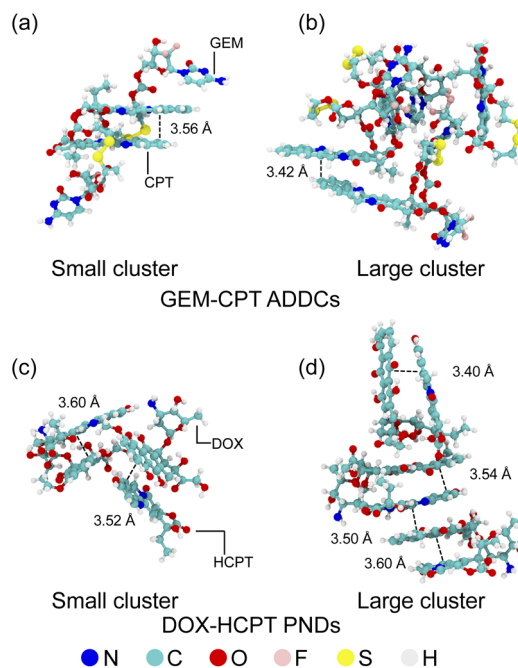 (a)
GEM
3.56 Å
CPT
Small cluster
(b)
3.42 Å
Large cluster
GEM-CPT ADDCs
(c)
3.60 Å
DOX
3.52 Å
HCPT
Small cluster
(d)
3.40 Å
3.54 Å
3.50 Å
3.60 Å
Large cluster
DOX-HCPT PNDs
N C O F S H